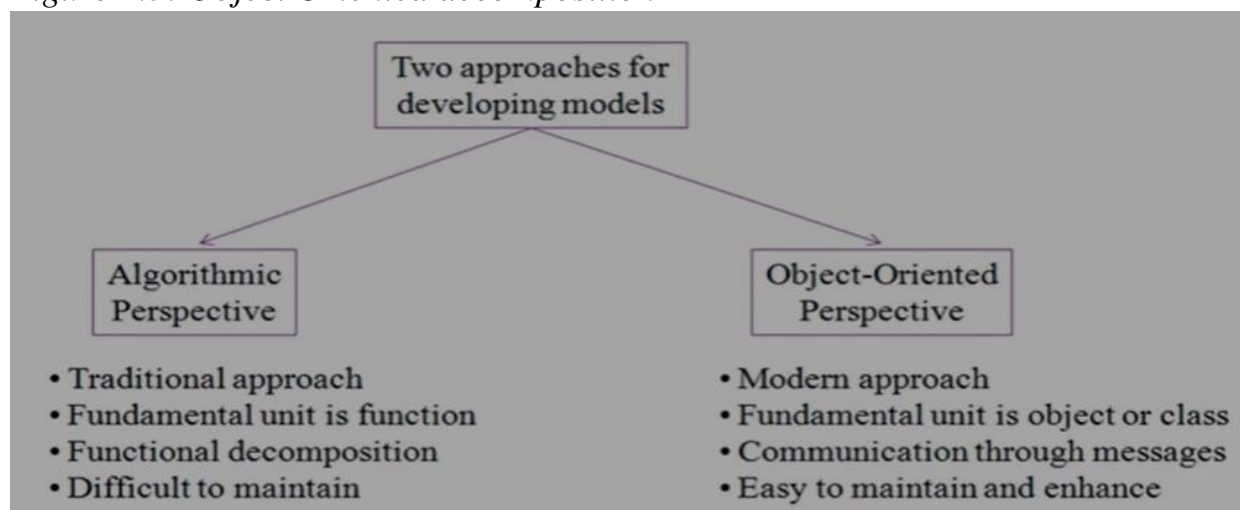 Two approaches for
developing models
Algorithmic
Perspective
Object-Oriented
Perspective
• Traditional approach
• Fundamental unit is function
• Functional decomposition
• Difficult to maintain
• Modern approach
• Fundamental unit is object or class
• Communication through messages
• Easy to maintain and enhance